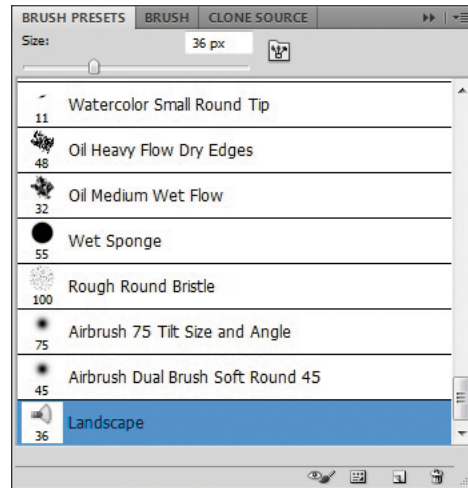 BRUSH PRESETS BRUSH CLONE SOURCE
Size: 36 px
11 Watercolor Small Round Tip
48 Oil Heavy Flow Dry Edges
32 Oil Medium Wet Flow
55 Wet Sponge
100 Rough Round Bristle
75 Airbrush 75 Tilt Size and Angle
45 Airbrush Dual Brush Soft Round 45
36 Landscape